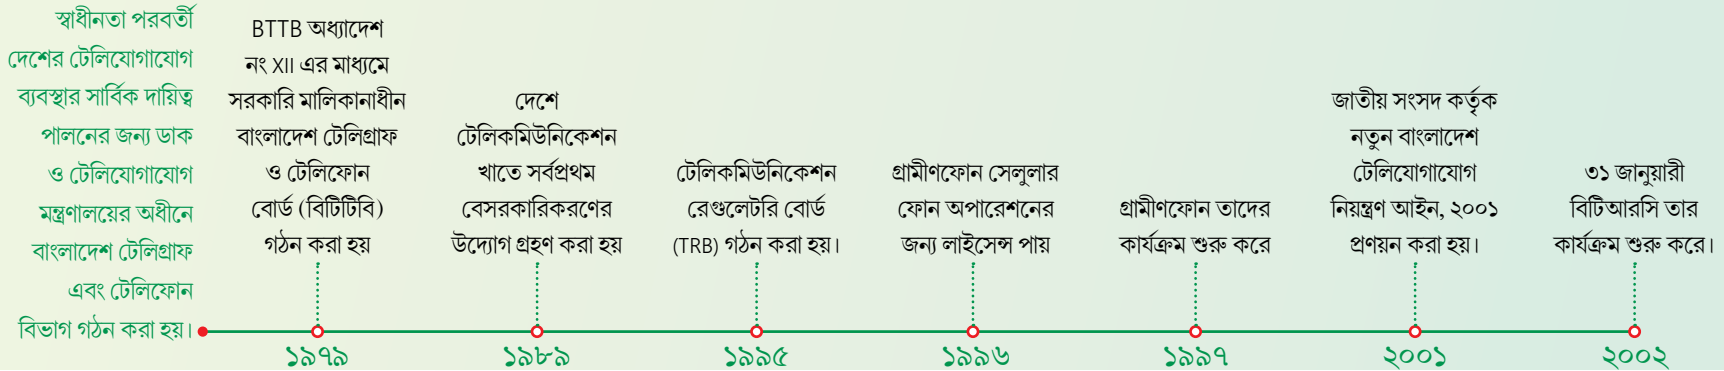 স্বাধীনতা পরবর্তী
দেশের টেলিযোগাযোগ
ব্যবস্থার সার্বিক দায়িত্ব
পালনের জন্য ডাক
ও টেলিযোগাযোগ
মন্ত্রণালয়ের অধীনে
বাংলাদেশ টেলিগ্রাফ
এবং টেলিফোন
বিভাগ গঠন করা হয়।
BTTB অধ্যাদেশ
নং XII এর মাধ্যমে
সরকারি মালিকানাধীন
বাংলাদেশ টেলিগ্রাফ
ও টেলিফোন
বোর্ড (বিটিটিবি)
গঠন করা হয়
১৯৭৯
দেশে
টেলিকমিউনিকেশন
খাতে সর্বপ্রথম
বেসরকারিকরণের
উদ্যোগ গ্রহণ করা হয়
১৯৮৯
টেলিকমিউনিকেশন
রেগুলেটরি বোর্ড
(TRB) গঠন করা হয়।
১৯৯৫
গ্রামীণফোন সেলুলার
ফোন অপারেশনের
জন্য লাইসেন্স পায়
১৯৯৬
গ্রামীণফোন তাদের
কার্যক্রম শুরু করে
১৯৯৭
জাতীয় সংসদ কর্তৃক
নতুন বাংলাদেশ
টেলিযোগাযোগ
নিয়ন্ত্রণ আইন, ২০০১
প্রণয়ন করা হয়।
২০০১
৩১ জানুয়ারী
বিটিআরসি তার
কার্যক্রম শুরু করে।
২০০২